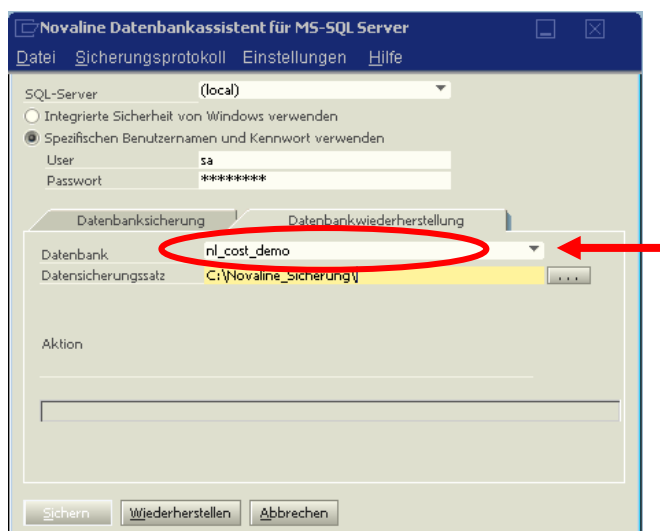 Novaline Datenbankassistent für MS-SQL Server
Datei Sicherungsprotokoll Einstellungen Hilfe
SQL-Server (local)
Integrierte Sicherheit von Windows verwenden
Spezifischen Benutzernamen und Kennwort verwenden
User sa
Passwort ********
Datenbanksicherung Datenbankwiederherstellung
Datenbank nl_cost_demo
Datensicherungssatz C:\Novaline_Sicherung\ ...
Aktion
Sichern Wiederherstellen Abbrechen